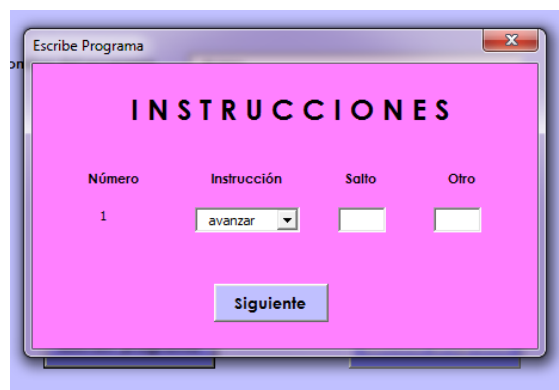 Escribe Programa
INSTRUCCIONES
Número Instrucción Salto Otro
1 avanzar
Siguiente